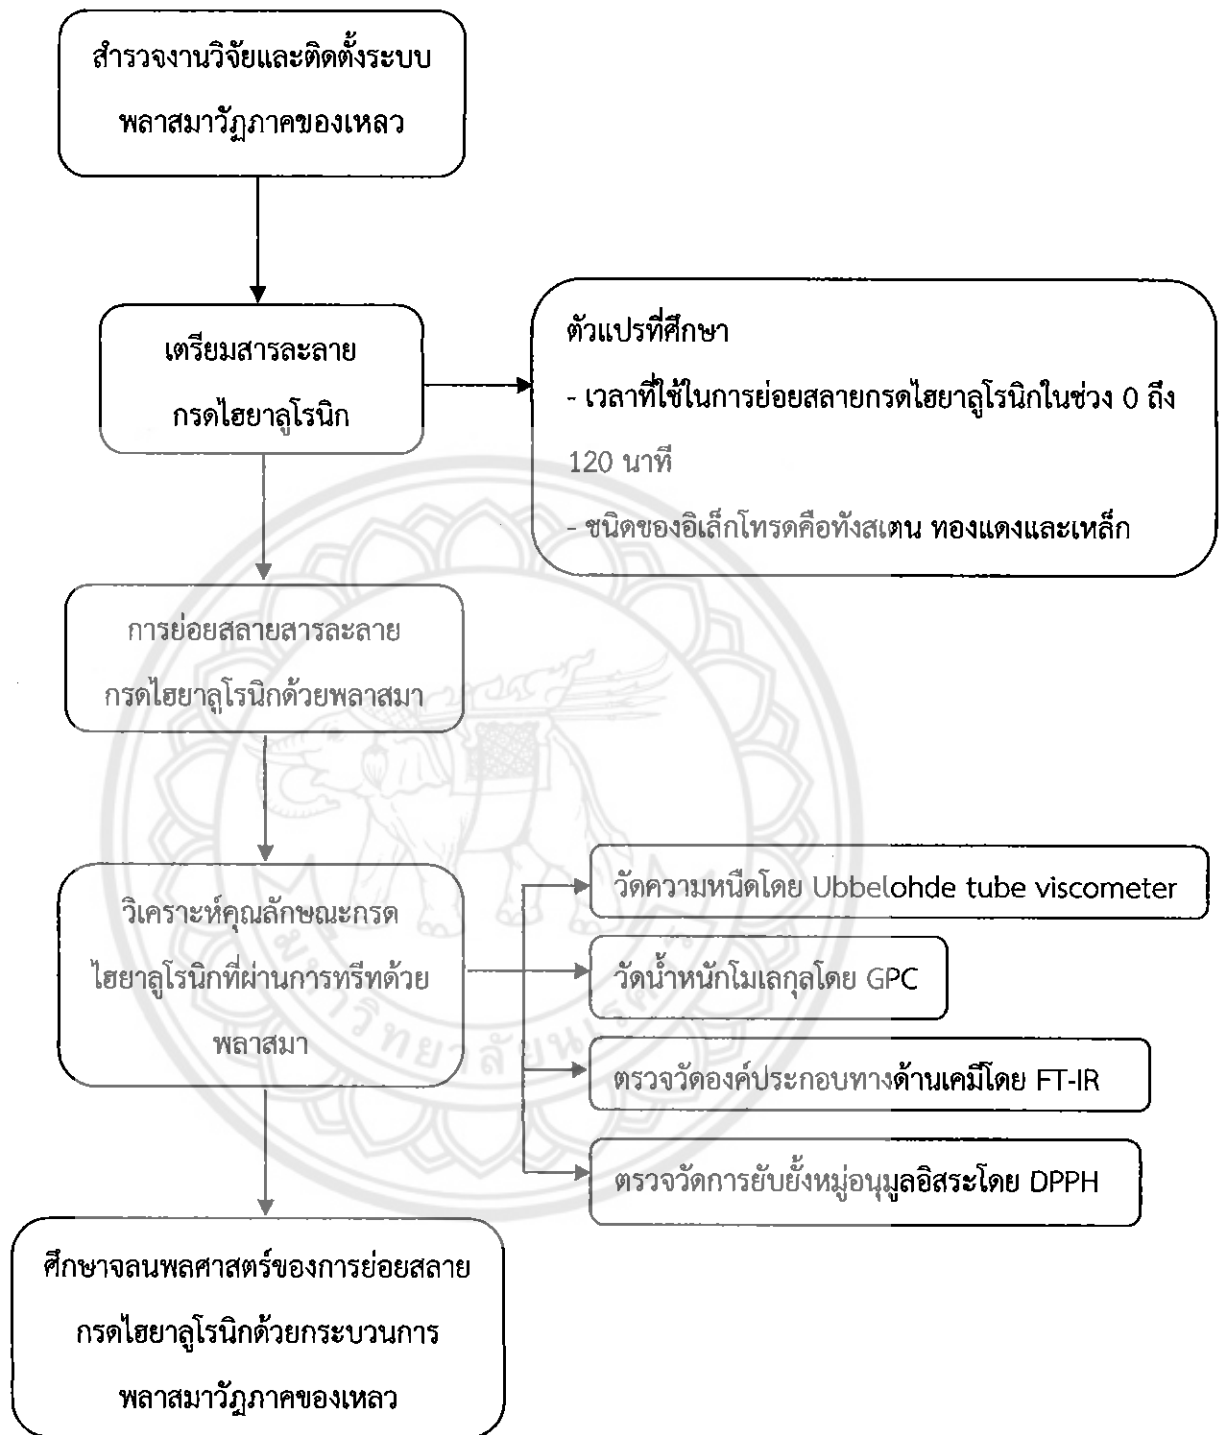 สำรวจงานวิจัยและติดตั้งระบบ
พลาสมาวัฏภาคของเหลว
เตรียมสารละลาย
กรดไฮยาลูโรนิก
ตัวแปรที่ศึกษา
- เวลาที่ใช้ในการย่อยสลายกรดไฮยาลูโรนิกในช่วง 0 ถึง
120 นาที
- ชนิดของอิเล็กโทรดคือทังสเตน ทองแดงและเหล็ก
การย่อยสลายสารละลาย
กรดไฮยาลูโรนิกด้วยพลาสมา
วิเคราะห์คุณลักษณะกรด
ไฮยาลูโรนิกที่ผ่านการทรีทด้วย
พลาสมา
วัดความหนืดโดย Ubbelohde tube viscometer
วัดน้ำหนักโมเลกุลโดย GPC
ตรวจวัดองค์ประกอบทางด้านเคมีโดย FT-IR
ตรวจวัดการยับยั้งหมู่อนุมูลอิสระโดย DPPH
ศึกษาจลนพลศาสตร์ของการย่อยสลาย
กรดไฮยาลูโรนิกด้วยกระบวนการ
พลาสมาวัฏภาคของเหลว
มหาวิทยาลัยนเรศวร